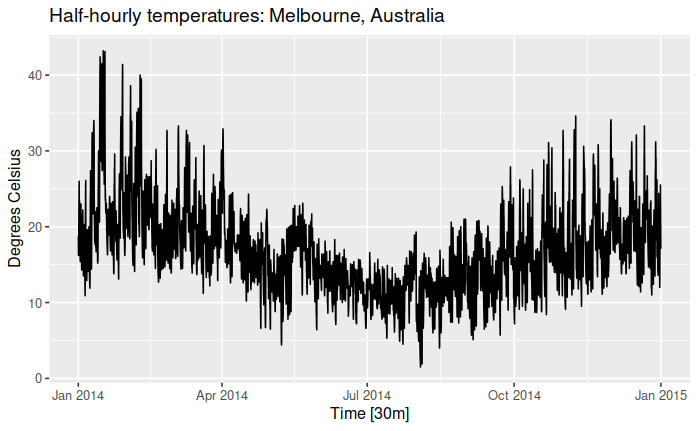 Half-hourly temperatures: Melbourne, Australia
Degrees Celsius
40
30
20
10
0
Jan 2014 Apr 2014 Jul 2014 Oct 2014 Jan 2015
Time [30m]